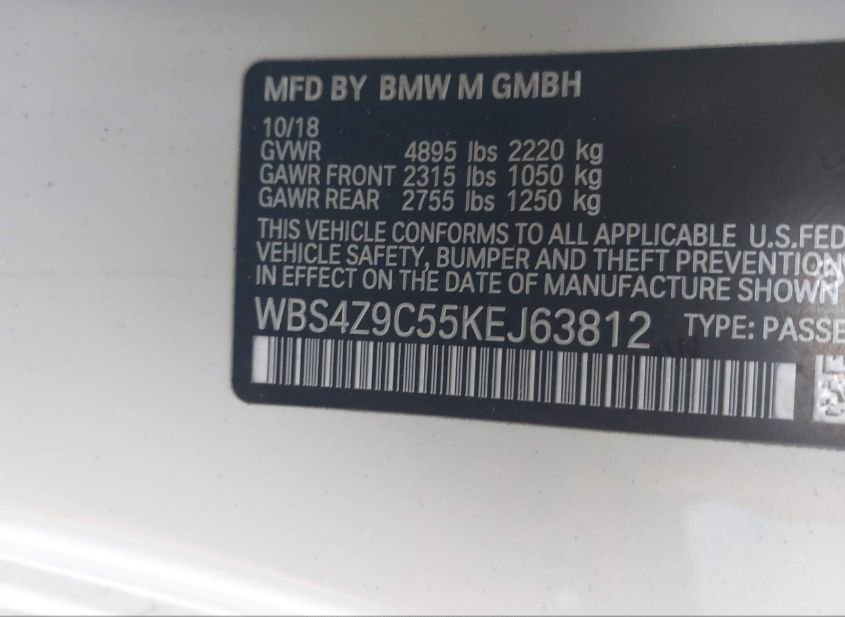 MFD BY BMW M GMBH
10/18
GVWR 4895 lbs 2220 kg
GAWR FRONT 2315 lbs 1050 kg
GAWR REAR 2755 lbs 1250 kg
THIS VEHICLE CONFORMS TO ALL APPLICABLE U.S.FED
VEHICLE SAFETY, BUMPER AND THEFT PREVENTION
IN EFFECT ON THE DATE OF MANUFACTURE SHOWN
WBS4Z9C55KEJ63812 TYPE: PASSE